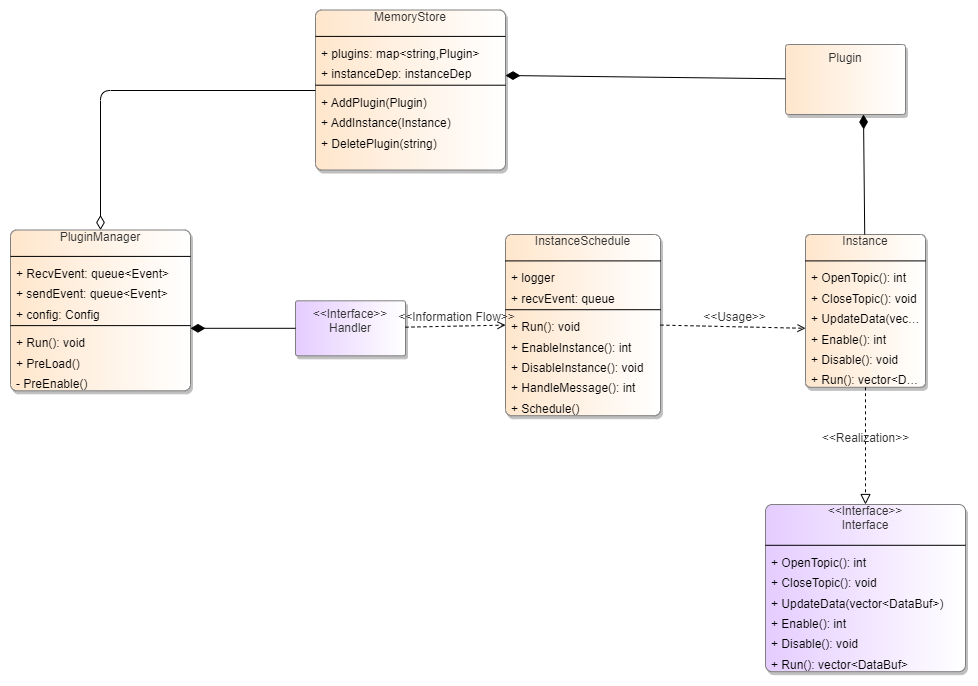 MemoryStore
+ plugins: map<string,Plugin>
+ instanceDep: instanceDep
+ AddPlugin(Plugin)
+ AddInstance(Instance)
+ DeletePlugin(string)
Plugin
PluginManager
+ RecvEvent: queue<Event>
+ sendEvent: queue<Event>
+ config: Config
+ Run(): void
+ PreLoad()
- PreEnable()
<<Interface>>
Handler
<<Information Flow>>
InstanceSchedule
+ logger
+ recvEvent: queue
+ Run(): void
+ EnableInstance(): int
+ DisableInstance(): void
+ HandleMessage(): int
+ Schedule()
<<Usage>>
Instance
+ OpenTopic(): int
+ CloseTopic(): void
+ UpdateData(vec...
+ Enable(): int
+ Disable(): void
+ Run(): vector<D...
<<Realization>>
<<Interface>>
Interface
+ OpenTopic(): int
+ CloseTopic(): void
+ UpdateData(vector<DataBuf>)
+ Enable(): int
+ Disable(): void
+ Run(): vector<DataBuf>